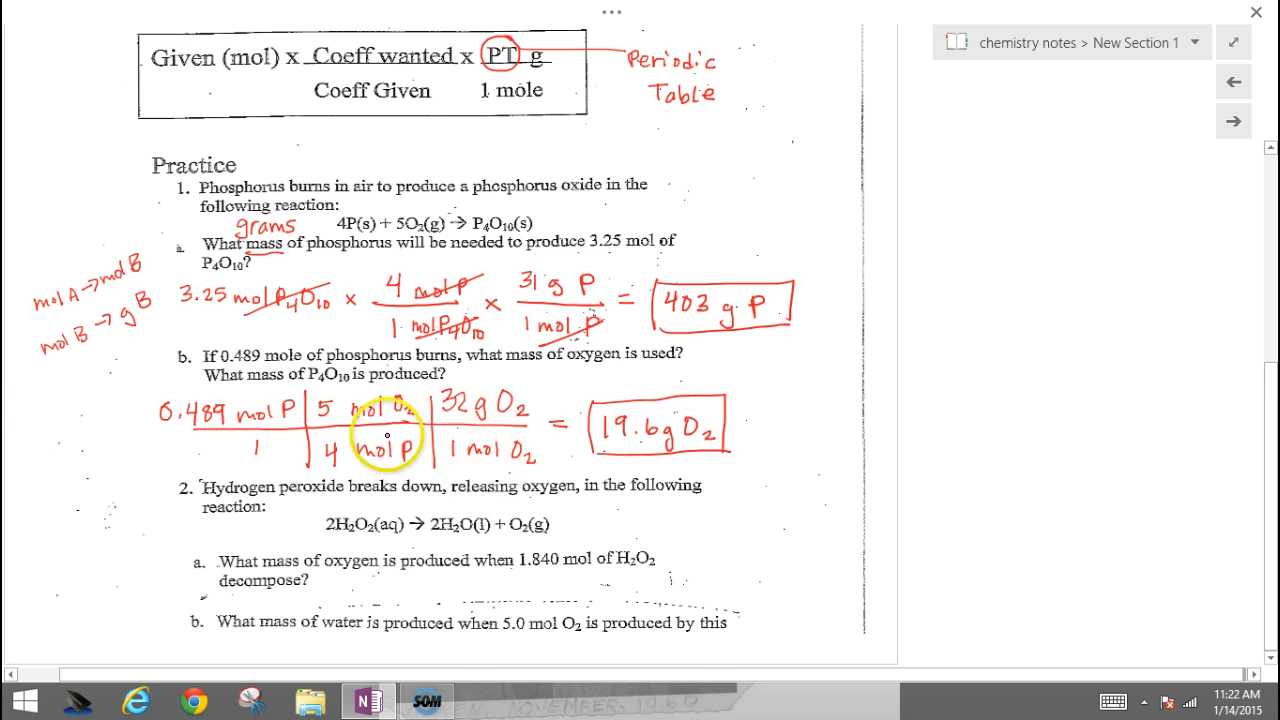 chemistry notes > New Section 1
Given (mol) x Coeff wanted x PT g
Coeff Given 1 mole
Periodic
Table
Practice
1. Phosphorus burns in air to produce a phosphorus oxide in the
following reaction:
grams
4P(s) + 5O₂(g) → P₄O₁₀(s)
a. What mass of phosphorus will be needed to produce 3.25 mol of
P₄O₁₀?
mol A → mol B
mol B → g B
3.25 mol P₄O₁₀ x 4 mol P x 31 g P = 403 g P
1 mol P₄O₁₀ 1 mol P
b. If 0.489 mole of phosphorus burns, what mass of oxygen is used?
What mass of P₄O₁₀ is produced?
0.489 mol P 5 mol O₂ 32 g O₂ = 19.6 g O₂
1 4 mol P 1 mol O₂
2. Hydrogen peroxide breaks down, releasing oxygen, in the following
reaction:
2H₂O₂(aq) → 2H₂O(l) + O₂(g)
a. What mass of oxygen is produced when 1.840 mol of H₂O₂
decompose?
b. What mass of water is produced when 5.0 mol O₂ is produced by this
SOM
11:22 AM
1/14/2015